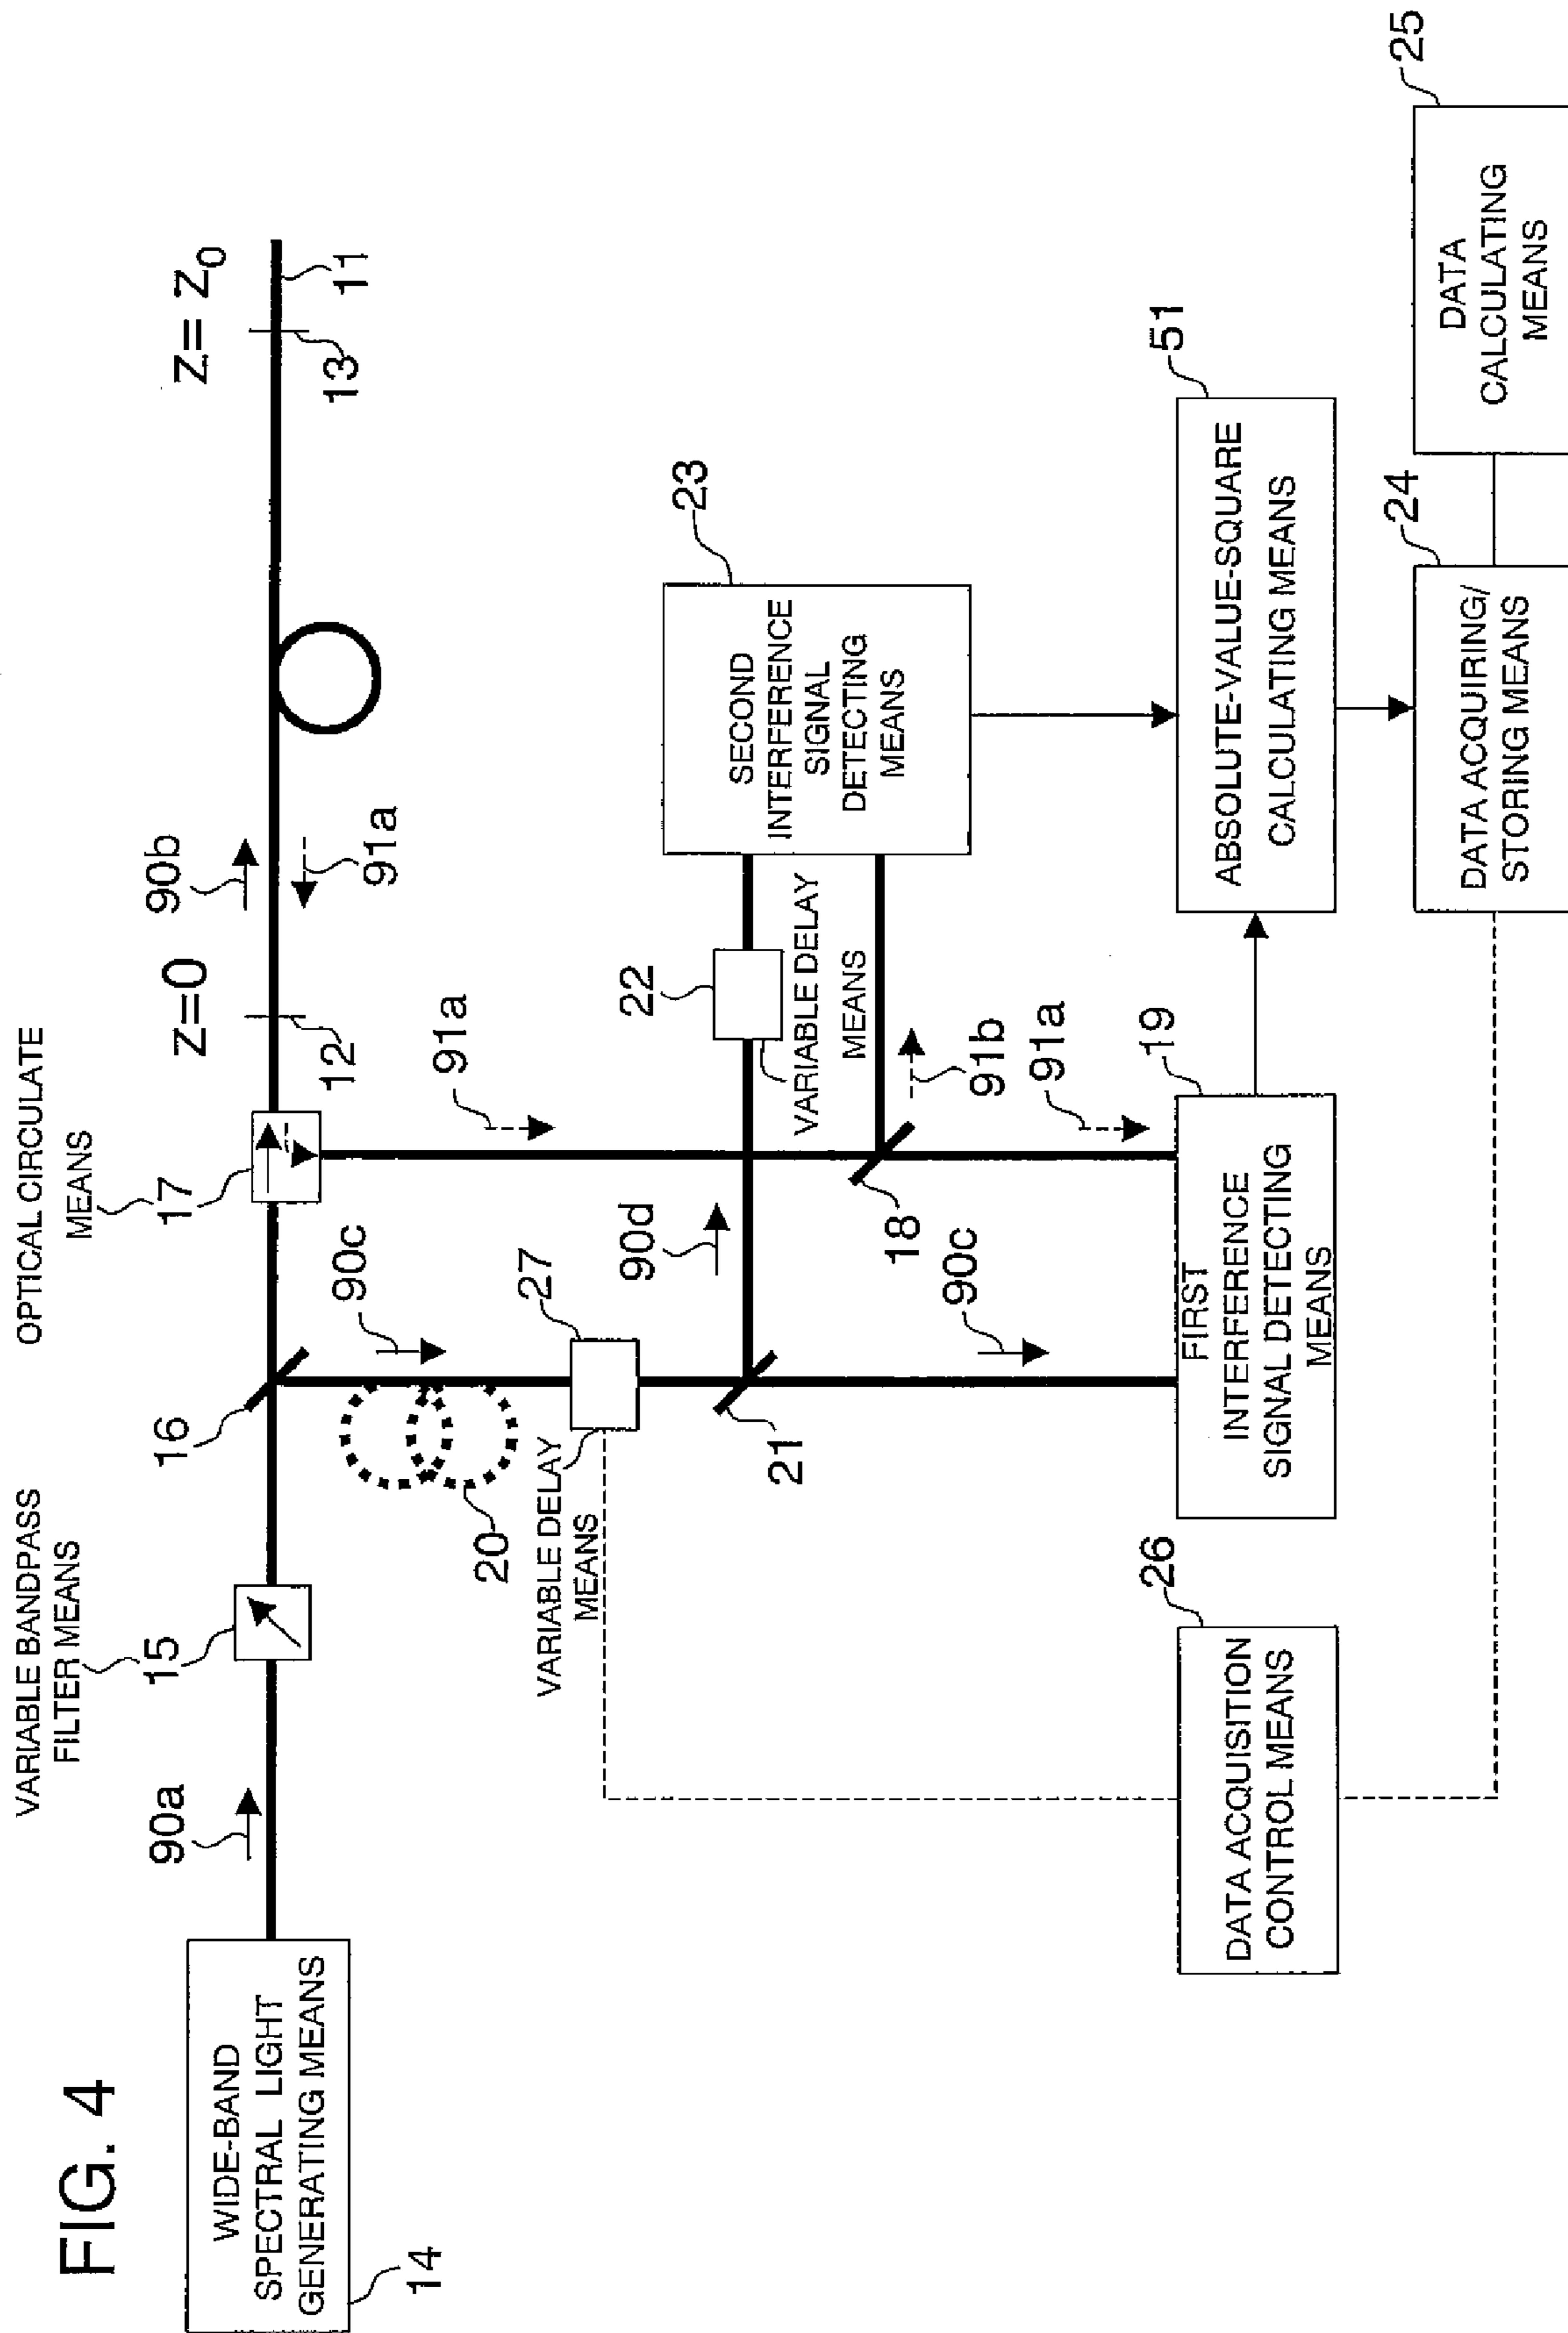 FIG. 4
VARIABLE BANDPASS
FILTER MEANS
OPTICAL CIRCULATE
MEANS
90a
15
16
17
z=0
12
90b
91a
z= z0
13
11
WIDE-BAND
SPECTRAL LIGHT
GENERATING MEANS
14
20
90c
27
VARIABLE DELAY
MEANS
91a
90d
21
22
VARIABLE DELAY
MEANS
23
SECOND
INTERFERENCE
SIGNAL
DETECTING
MEANS
18
91b
90c
91a
26
DATA ACQUISITION
CONTROL MEANS
19
FIRST
INTERFERENCE
SIGNAL DETECTING
MEANS
51
ABSOLUTE-VALUE-SQUARE
CALCULATING MEANS
24
DATA ACQUIRING/
STORING MEANS
25
DATA
CALCULATING
MEANS